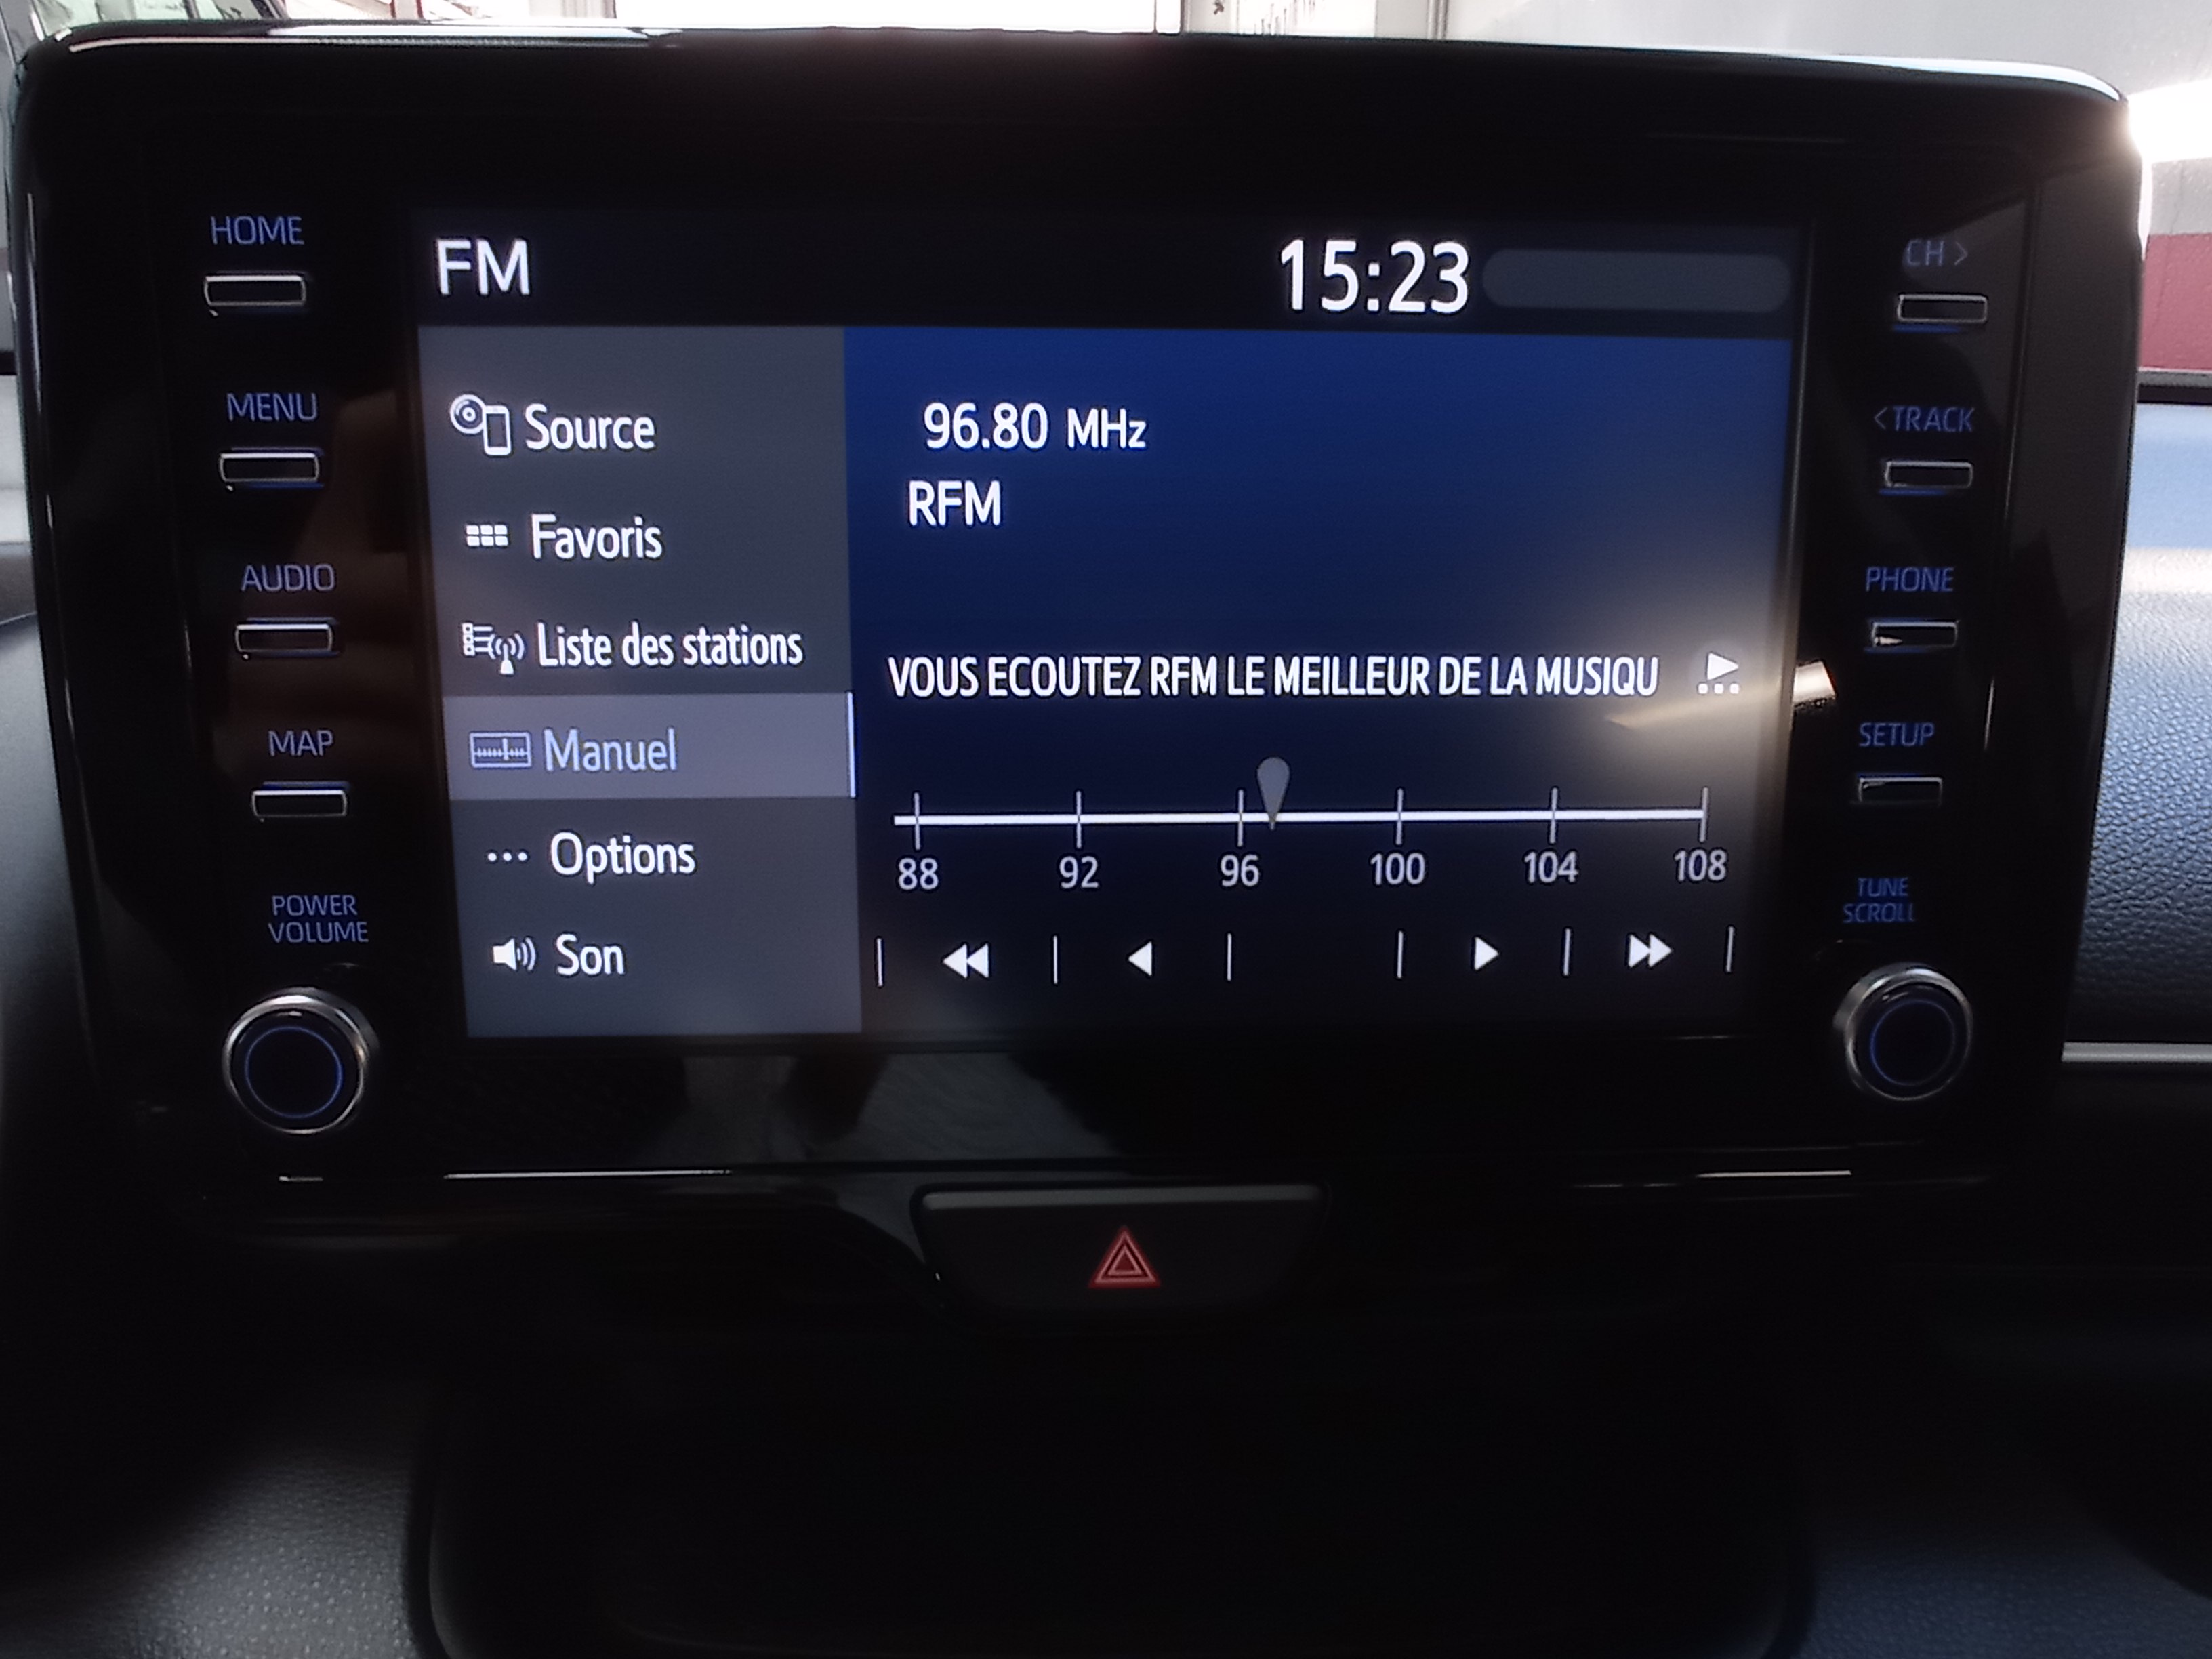 HOME
MENU
AUDIO
MAP
POWER
VOLUME
FM
15:23
Source
Favoris
Liste des stations
Manuel
Options
Son
96.80 MHz
RFM
VOUS ECOUTEZ RFM LE MEILLEUR DE LA MUSIQU
88 92 96 100 104 108
CH >
< TRACK
PHONE
SETUP
TUNE
SCROLL